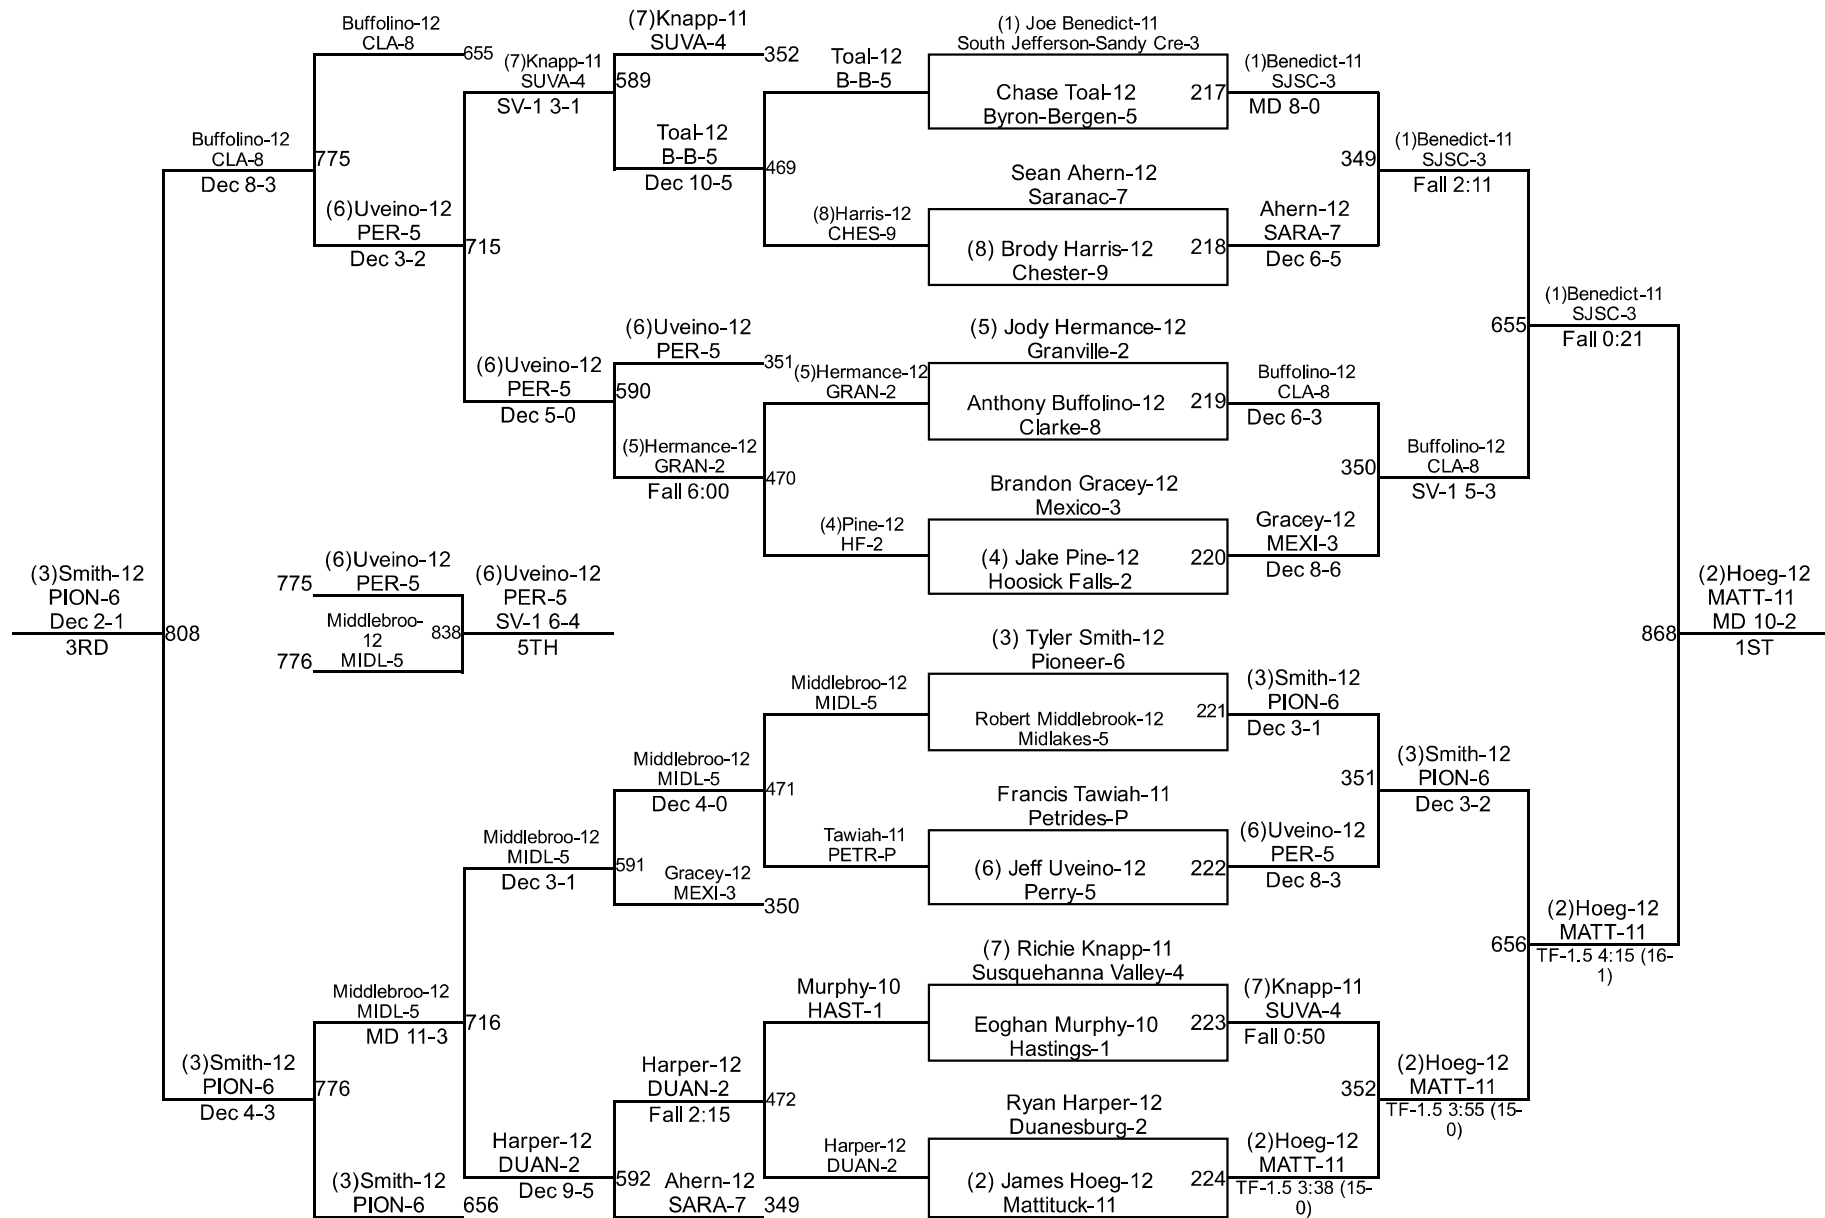 Buffolino-12
CLA-8
655
(7)Knapp-11
SUVA-4
SV-1 3-1
(7)Knapp-11
SUVA-4
352
589
Toal-12
B-B-5
Dec 10-5
Toal-12
B-B-5
469
(8)Harris-12
CHES-9
Buffolino-12
CLA-8
Dec 8-3
775
(6)Uveino-12
PER-5
Dec 3-2
715
(6)Uveino-12
PER-5
351
(6)Uveino-12
PER-5
Dec 5-0
590
(5)Hermance-12
GRAN-2
Fall 6:00
(5)Hermance-12
GRAN-2
470
(4)Pine-12
HF-2
(1) Joe Benedict-11
South Jefferson-Sandy Cre-3
Chase Toal-12
Byron-Bergen-5
217
Sean Ahern-12
Saranac-7
(8) Brody Harris-12
Chester-9
218
(5) Jody Hermance-12
Granville-2
Anthony Buffolino-12
Clarke-8
219
Brandon Gracey-12
Mexico-3
(4) Jake Pine-12
Hoosick Falls-2
220
(1)Benedict-11
SJSC-3
MD 8-0
349
Ahern-12
SARA-7
Dec 6-5
(1)Benedict-11
SJSC-3
Fall 2:11
Buffolino-12
CLA-8
Dec 6-3
350
Gracey-12
MEXI-3
Dec 8-6
Buffolino-12
CLA-8
SV-1 5-3
655
(1)Benedict-11
SJSC-3
Fall 0:21
(3)Smith-12
PION-6
Dec 2-1
3RD
808
775
(6)Uveino-12
PER-5
Middlebroo-
12
MIDL-5
776
838
(6)Uveino-12
PER-5
SV-1 6-4
5TH
868
(2)Hoeg-12
MATT-11
MD 10-2
1ST
(3) Tyler Smith-12
Pioneer-6
Robert Middlebrook-12
Midlakes-5
221
Francis Tawiah-11
Petrides-P
(6) Jeff Uveino-12
Perry-5
222
(7) Richie Knapp-11
Susquehanna Valley-4
Eoghan Murphy-10
Hastings-1
223
Ryan Harper-12
Duanesburg-2
(2) James Hoeg-12
Mattituck-11
224
Middlebroo-12
MIDL-5
471
Tawiah-11
PETR-P
Middlebroo-12
MIDL-5
Dec 4-0
591
Gracey-12
MEXI-3
350
Middlebroo-12
MIDL-5
Dec 3-1
Middlebroo-12
MIDL-5
MD 11-3
716
Murphy-10
HAST-1
472
Harper-12
DUAN-2
Harper-12
DUAN-2
Fall 2:15
592
Ahern-12
SARA-7
349
Harper-12
DUAN-2
Dec 9-5
(3)Smith-12
PION-6
Dec 4-3
776
(3)Smith-12
PION-6
656
(3)Smith-12
PION-6
Dec 3-1
351
(6)Uveino-12
PER-5
Dec 8-3
(3)Smith-12
PION-6
Dec 3-2
(7)Knapp-11
SUVA-4
Fall 0:50
352
(2)Hoeg-12
MATT-11
TF-1.5 3:38 (15-
0)
(2)Hoeg-12
MATT-11
TF-1.5 3:55 (15-
0)
656
(2)Hoeg-12
MATT-11
TF-1.5 4:15 (16-
1)